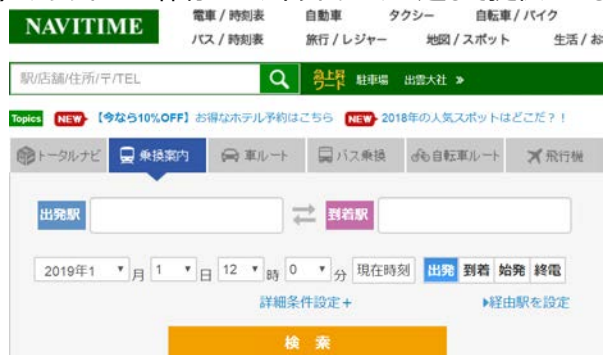 NAVITIME
電車 / 時刻表 自動車 タクシー 自転車 / バイク
バス / 時刻表 旅行 / レジャー 地図 / スポット 生活 / お
駅/店舗/住所/〒/TEL 急上昇ワード 駐車場 出雲大社 »
Topics NEW 【今なら10%OFF】お得なホテル予約はこちら NEW 2018年の人気スポットはどこだ？！
トータルナビ 乗換案内 車ルート バス乗換 自転車ルート 飛行機
出発駅 到着駅
2019年1 月 1 日 12 時 0 分 現在時刻 出発 到着 始発 終電
詳細条件設定+ 経由駅を設定
検 索